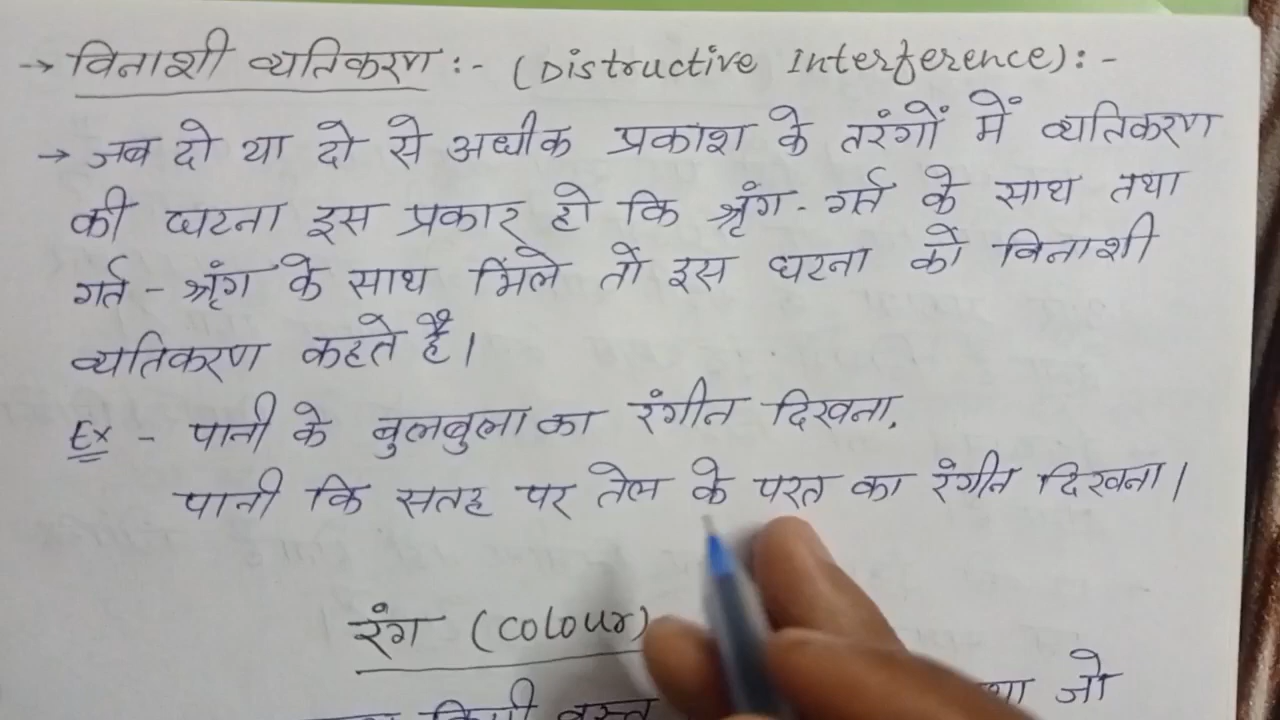 → विनाशी व्यतिकरण :- (Distructive Interference):-
→ जब दो या दो से अधीक प्रकाश के तरंगों में व्यतिकरण
की घटना इस प्रकार हो कि श्रृंग - गर्त के साथ तथा
गर्त - श्रृंग के साथ मिले तो इस घटना को विनाशी
व्यतिकरण कहते है।
Ex - पानी के बुलबुला का रंगीन दिखना,
पानी कि सतह पर तेल के परत का रंगीन दिखना।
रंग (colour)
जो